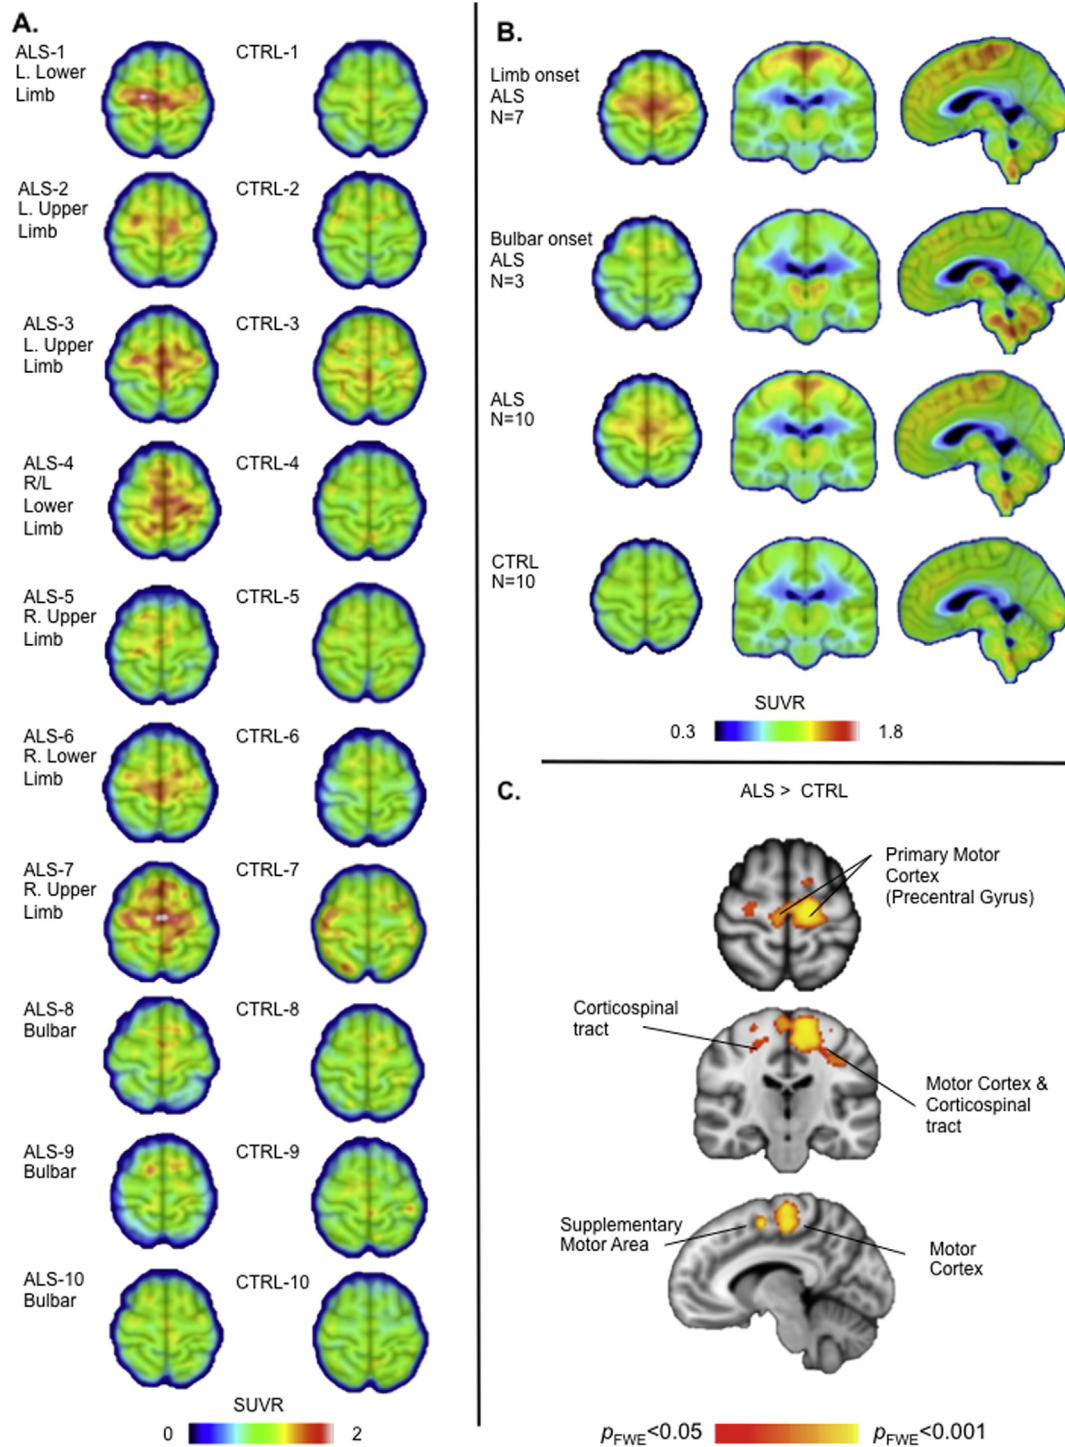 A.
ALS-1
L. Lower
Limb
CTRL-1
ALS-2
L. Upper
Limb
CTRL-2
ALS-3
L. Upper
Limb
CTRL-3
ALS-4
R/L
Lower
Limb
CTRL-4
ALS-5
R. Upper
Limb
CTRL-5
ALS-6
R. Lower
Limb
CTRL-6
ALS-7
R. Upper
Limb
CTRL-7
ALS-8
Bulbar
CTRL-8
ALS-9
Bulbar
CTRL-9
ALS-10
Bulbar
CTRL-10
SUVR
0 2
B.
Limb onset
ALS
N=7
Bulbar onset
ALS
N=3
ALS
N=10
CTRL
N=10
SUVR
0.3 1.8
C.
ALS > CTRL
Primary Motor
Cortex
(Precentral Gyrus)
Corticospinal
tract
Motor Cortex &
Corticospinal
tract
Supplementary
Motor Area
Motor
Cortex
pFWE<0.05 pFWE<0.001